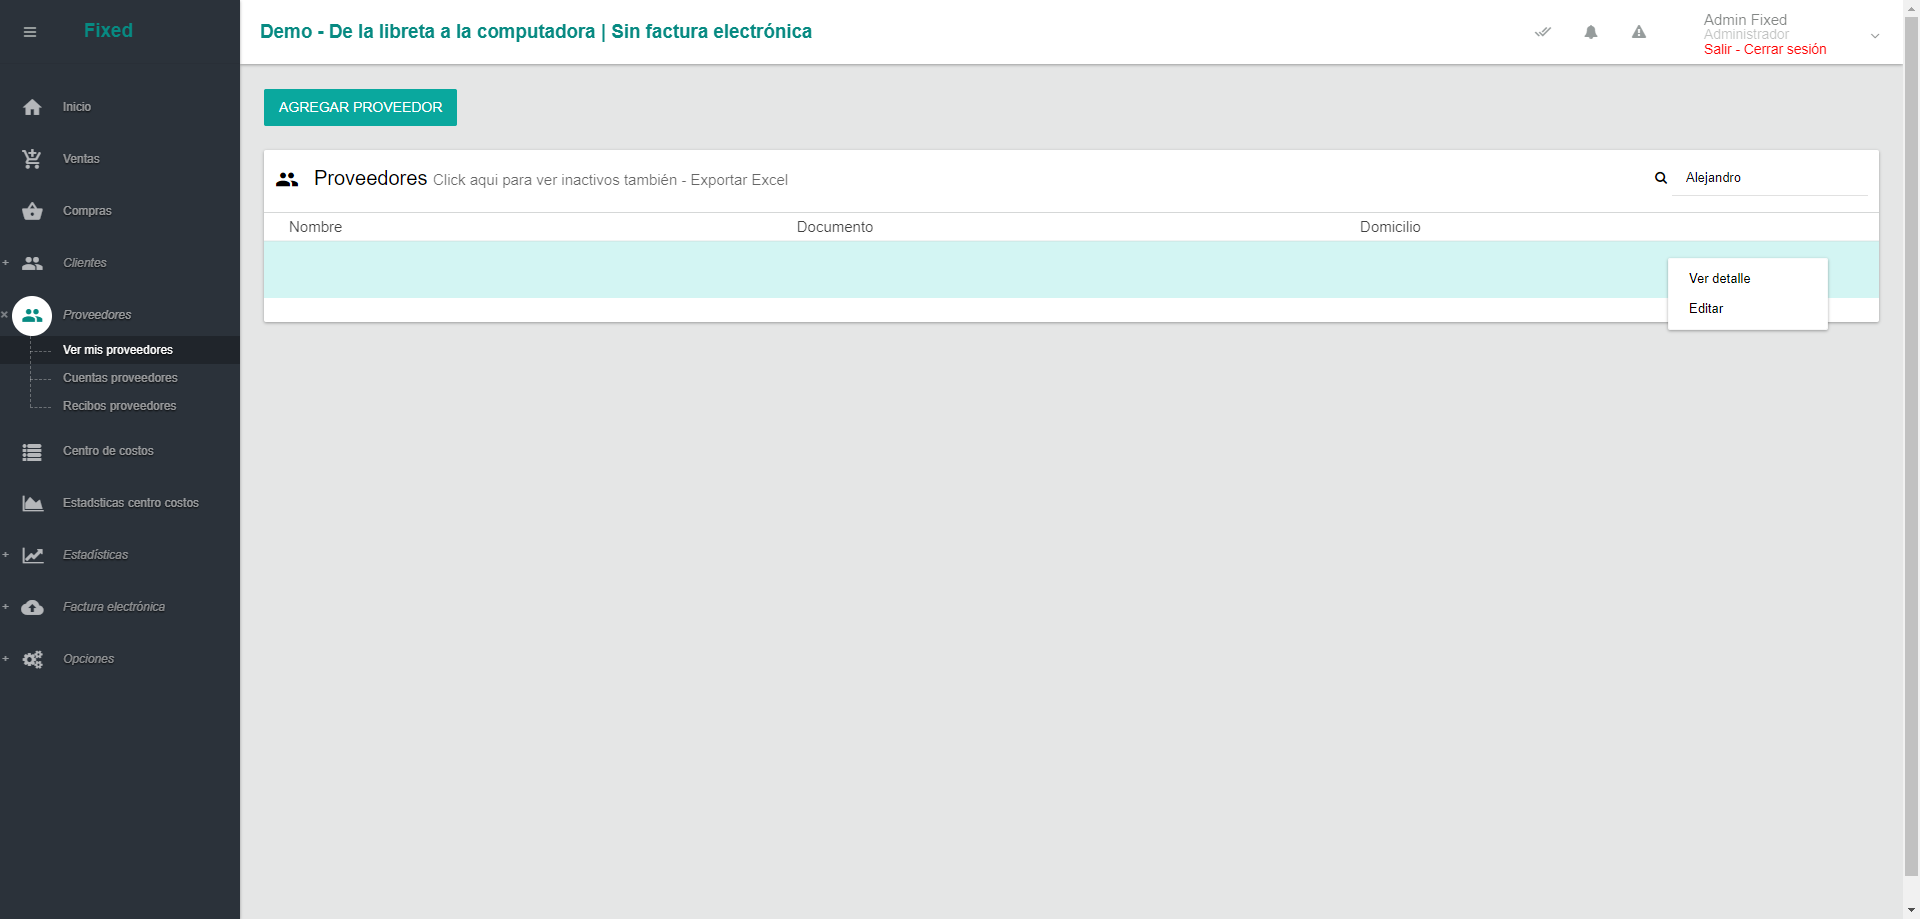 Fixed
Demo - De la libreta a la computadora | Sin factura electrónica
Admin Fixed
Administrador
Salir - Cerrar sesión
Inicio
Ventas
Compras
Clientes
Proveedores
Ver mis proveedores
Cuentas proveedores
Recibos proveedores
Centro de costos
Estadsticas centro costos
Estadísticas
Factura electrónica
Opciones
AGREGAR PROVEEDOR
Proveedores Click aqui para ver inactivos también - Exportar Excel
Alejandro
Nombre Documento Domicilio
Ver detalle
Editar